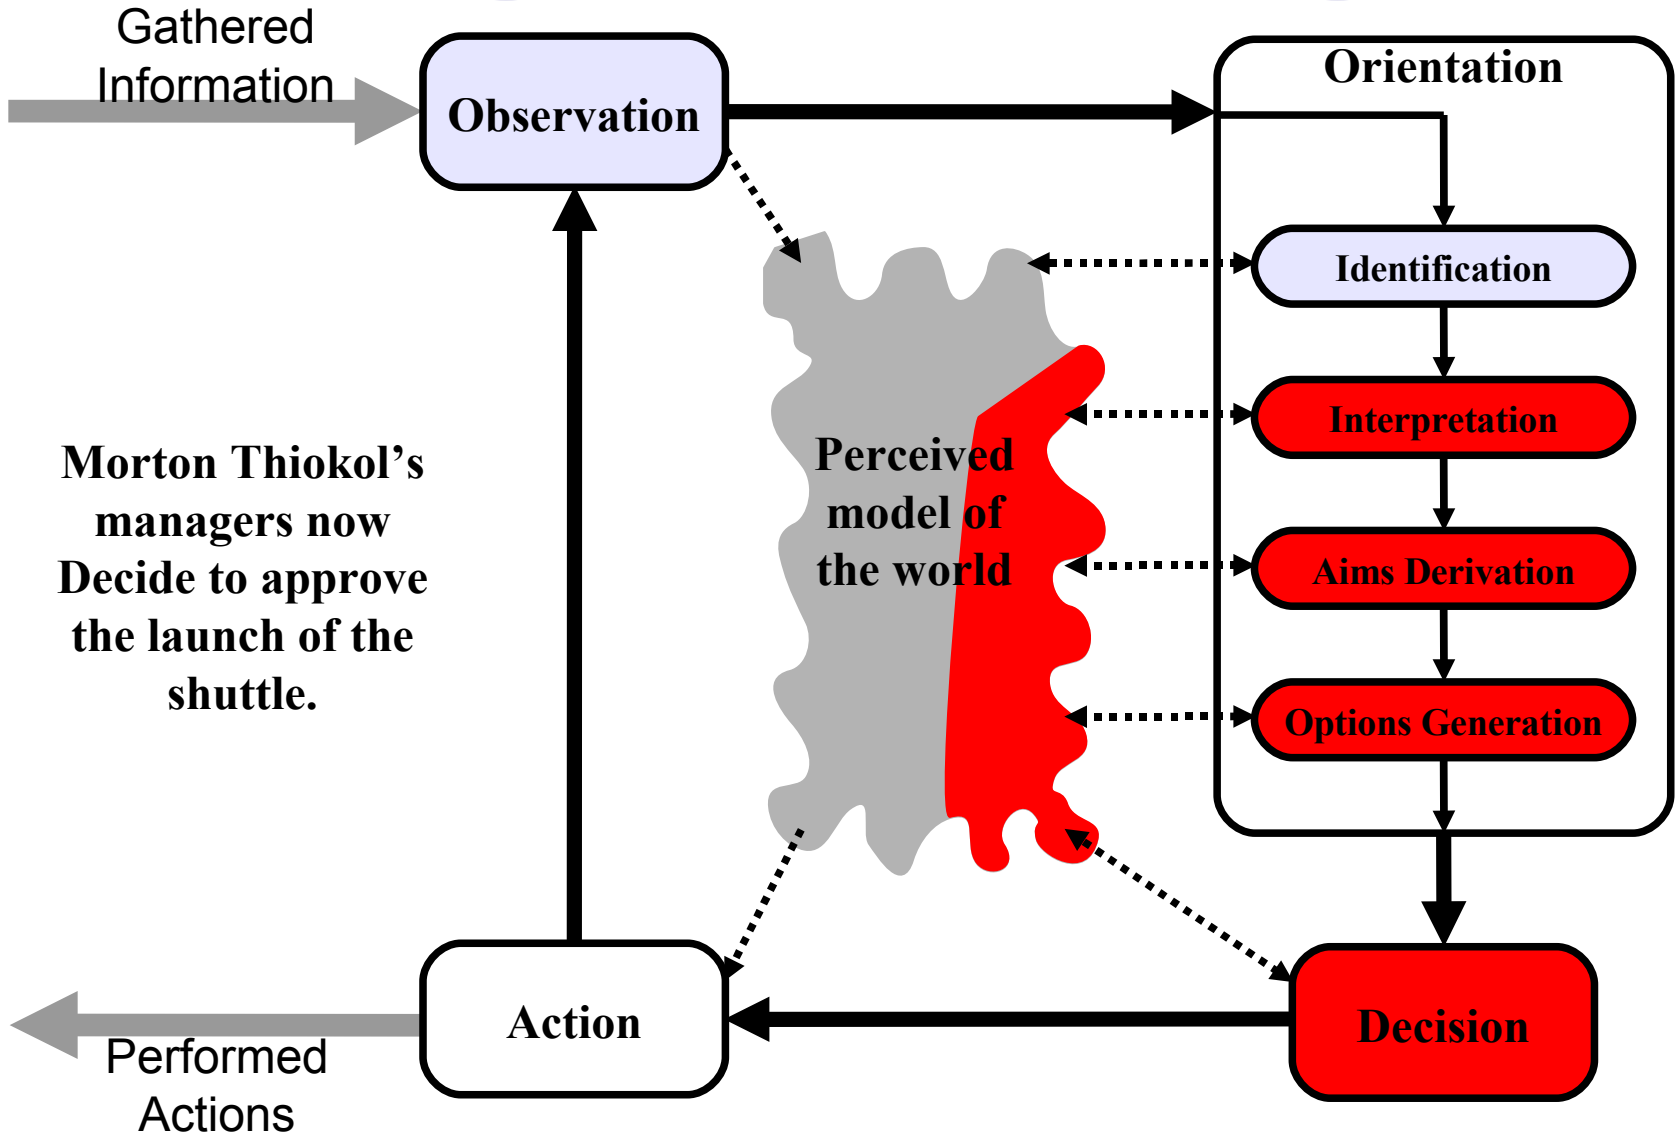 Gathered
Information
Observation
Orientation
Identification
Interpretation
Aims Derivation
Options Generation
Perceived
model of
the world
Morton Thiokol’s
managers now
Decide to approve
the launch of the
shuttle.
Action
Decision
Performed
Actions